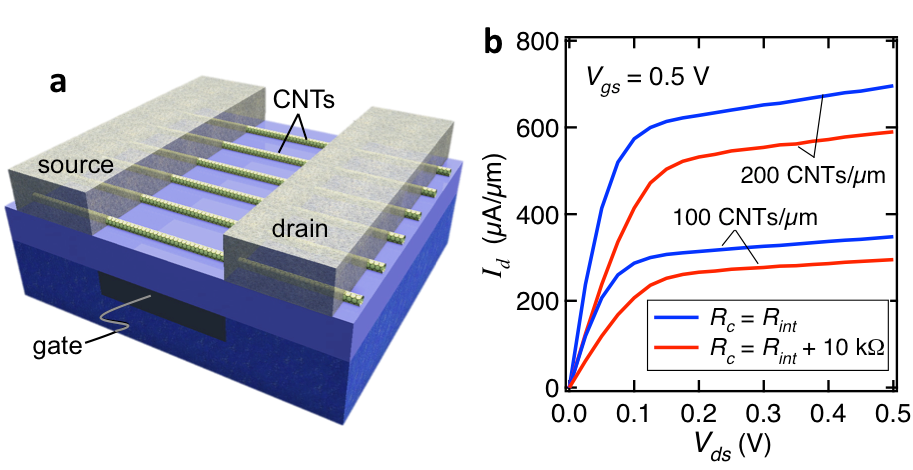 a
CNTs
source
drain
gate
b
V_gs = 0.5 V
200 CNTs/μm
100 CNTs/μm
R_c = R_int
R_c = R_int + 10 kΩ
I_d (μA/μm)
800
600
400
200
0
0.0 0.1 0.2 0.3 0.4 0.5
V_ds (V)